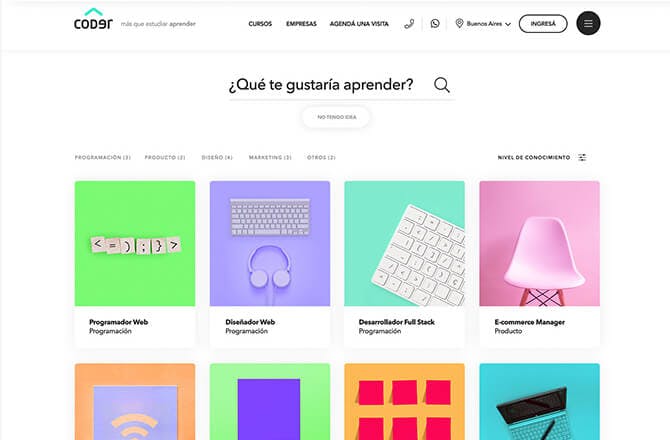 CODER más que estudiar aprender CURSOS EMPRESAS AGENDÁ UNA VISITA Buenos Aires INGRESÁ
¿Qué te gustaría aprender?
NO TENGO IDEA
PROGRAMACIÓN (3) PRODUCTO (2) DISEÑO (4) MARKETING (3) OTROS (2) NIVEL DE CONOCIMIENTO
< = ) ; } >
Programador Web Diseñador Web Desarrollador Full Stack E-commerce Manager
Programación Programación Programación Producto